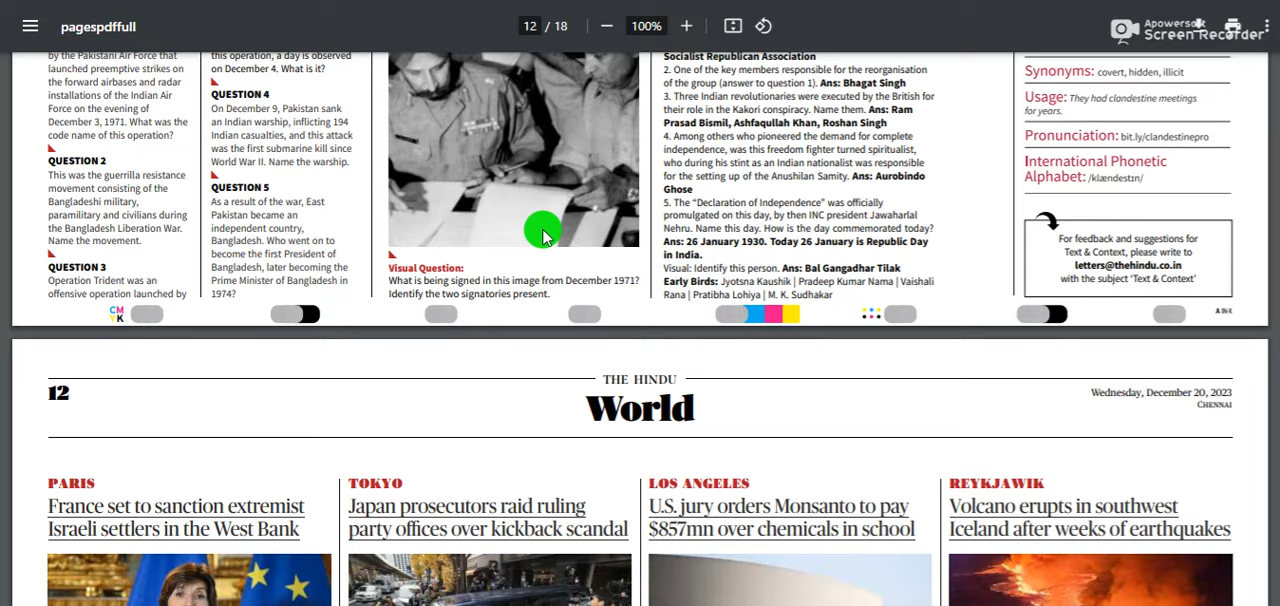 pagespdffull
12 / 18
100%
Apowersoft
Screen Recorder
by the Pakistani Air Force that
launched preemptive strikes on
the forward airbases and radar
installations of the Indian Air
Force on the evening of
December 3, 1971. What was the
code name of this operation?
QUESTION 2
This was the guerrilla resistance
movement consisting of the
Bangladeshi military,
paramilitary and civilians during
the Bangladesh Liberation War.
Name the movement.
QUESTION 3
Operation Trident was an
offensive operation launched by
this operation, a day is observed
on December 4. What is it?
QUESTION 4
On December 9, Pakistan sank
an Indian warship, inflicting 194
Indian casualties, and this attack
was the first submarine kill since
World War II. Name the warship.
QUESTION 5
As a result of the war, East
Pakistan became an
independent country,
Bangladesh. Who went on to
become the first President of
Bangladesh, later becoming the
Prime Minister of Bangladesh in
1974?
Visual Question:
What is being signed in this image from December 1971?
Identify the two signatories present.
Socialist Republican Association
2. One of the key members responsible for the reorganisation
of the group (answer to question 1). Ans: Bhagat Singh
3. Three Indian revolutionaries were executed by the British for
their role in the Kakori conspiracy. Name them. Ans: Ram
Prasad Bismil, Ashfaqullah Khan, Roshan Singh
4. Among others who pioneered the demand for complete
independence, was this freedom fighter turned spiritualist,
who during his stint as an Indian nationalist was responsible
for the setting up of the Anushilan Samity. Ans: Aurobindo
Ghose
5. The “Declaration of Independence” was officially
promulgated on this day, by then INC president Jawaharlal
Nehru. Name this day. How is the day commemorated today?
Ans: 26 January 1930. Today 26 January is Republic Day
in India.
Visual: Identify this person. Ans: Bal Gangadhar Tilak
Early Birds: Jyotsna Kaushik | Pradeep Kumar Nama | Vaishali
Rana | Pratibha Lohiya | M. K. Sudhakar
Synonyms: covert, hidden, illicit
Usage: They had clandestine meetings
for years.
Pronunciation: bit.ly/clandestinepro
International Phonetic
Alphabet: /klændestɪn/
For feedback and suggestions for
Text & Context, please write to
letters@thehindu.co.in
with the subject ‘Text & Context’
CM
YK
A IN-X
12
THE HINDU
World
Wednesday, December 20, 2023
CHENNAI
PARIS
France set to sanction extremist
Israeli settlers in the West Bank
TOKYO
Japan prosecutors raid ruling
party offices over kickback scandal
LOS ANGELES
U.S. jury orders Monsanto to pay
$857mn over chemicals in school
REYKJAWIK
Volcano erupts in southwest
Iceland after weeks of earthquakes